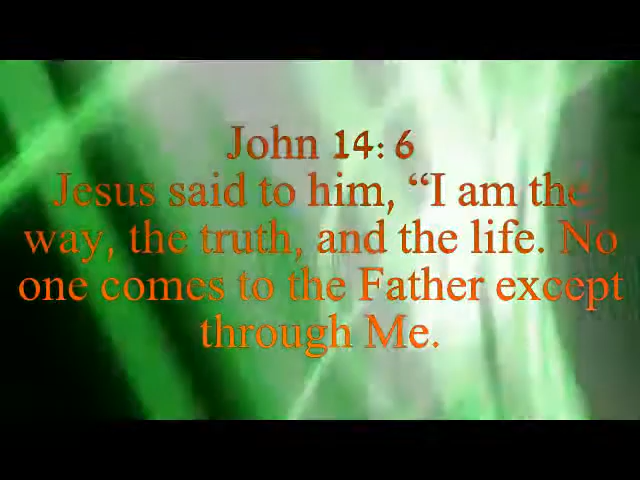 John 14: 6
Jesus said to him, “I am the
way, the truth, and the life. No
one comes to the Father except
through Me.